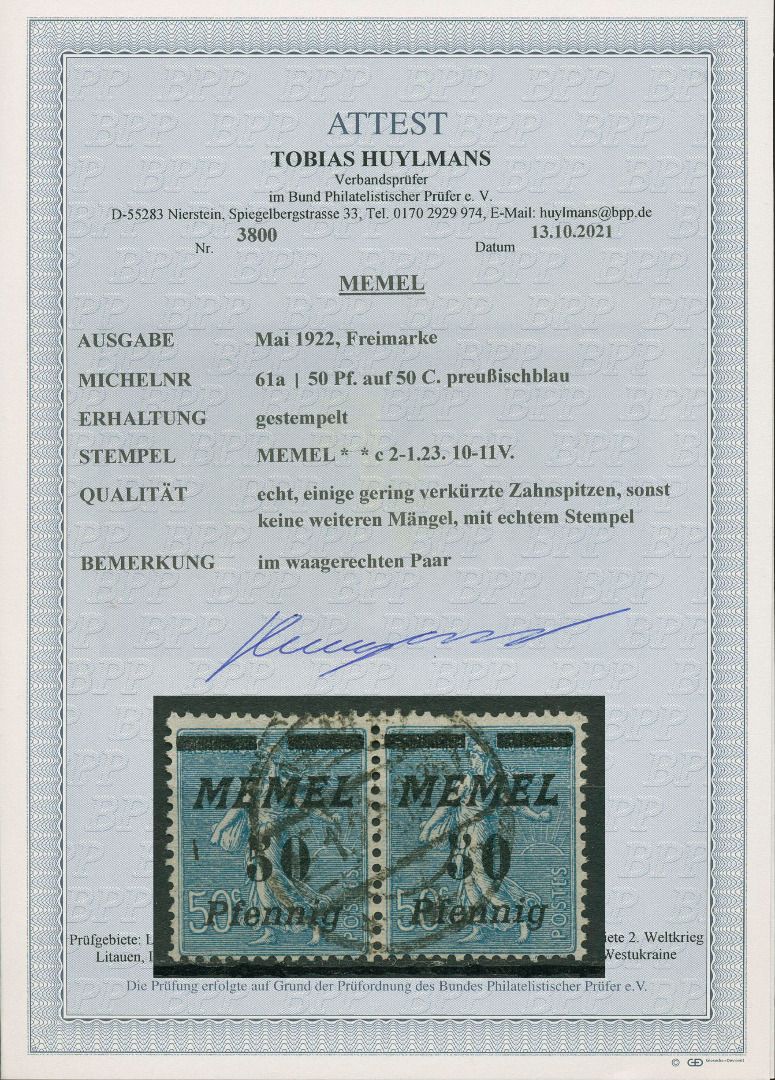 ATTEST
TOBIAS HUYLMANS
Verbandsprüfer
im Bund Philatelistischer Prüfer e. V.
D-55283 Nierstein, Spiegelbergstrasse 33, Tel. 0170 2929 974, E-Mail: huylmans@bpp.de
Nr. 3800 Datum 13.10.2021
MEMEL
AUSGABE Mai 1922, Freimarke
MICHELNR 61a | 50 Pf. auf 50 C. preußischblau
ERHALTUNG gestempelt
STEMPEL MEMEL * * c 2-1.23. 10-11V.
QUALITÄT echt, einige gering verkürzte Zahnspitzen, sonst
keine weiteren Mängel, mit echtem Stempel
BEMERKUNG im waagerechten Paar
MEMEL MEMEL
50 50
50c 50c
Pfennig Pfennig
POSTES POSTES
Prüfgebiete: 2. Weltkrieg
Litauen, Westukraine
Die Prüfung erfolgte auf Grund der Prüfordnung des Bundes Philatelistischer Prüfer e.V.